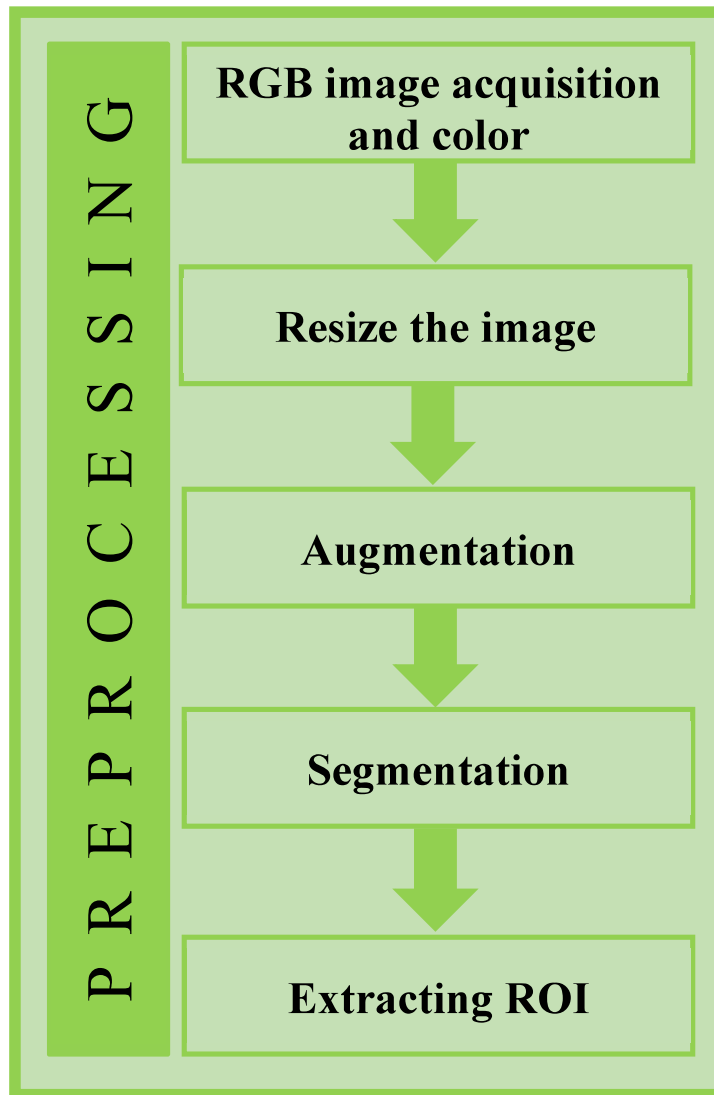 PREPROCESSING
RGB image acquisition
and color
Resize the image
Augmentation
Segmentation
Extracting ROI